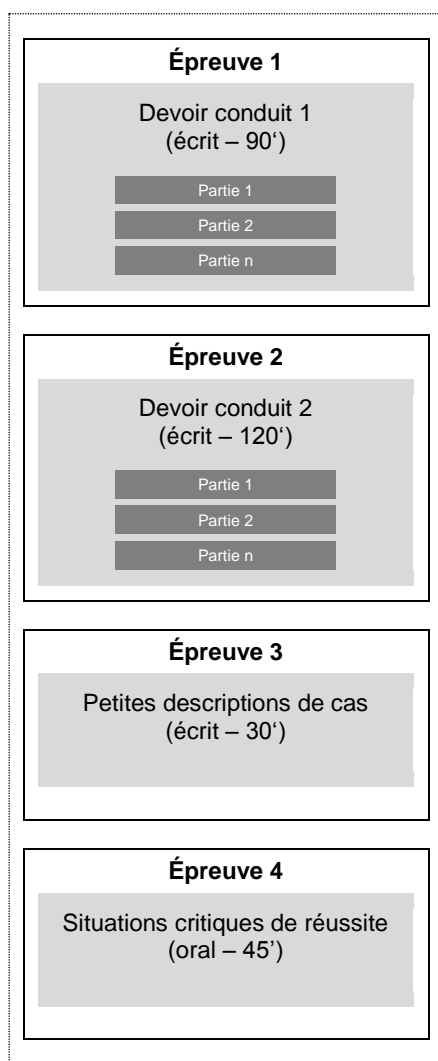 Épreuve 1
Devoir conduit 1
(écrit – 90‘)
Partie 1
Partie 2
Partie n
Épreuve 2
Devoir conduit 2
(écrit – 120‘)
Partie 1
Partie 2
Partie n
Épreuve 3
Petites descriptions de cas
(écrit – 30‘)
Épreuve 4
Situations critiques de réussite
(oral – 45’)